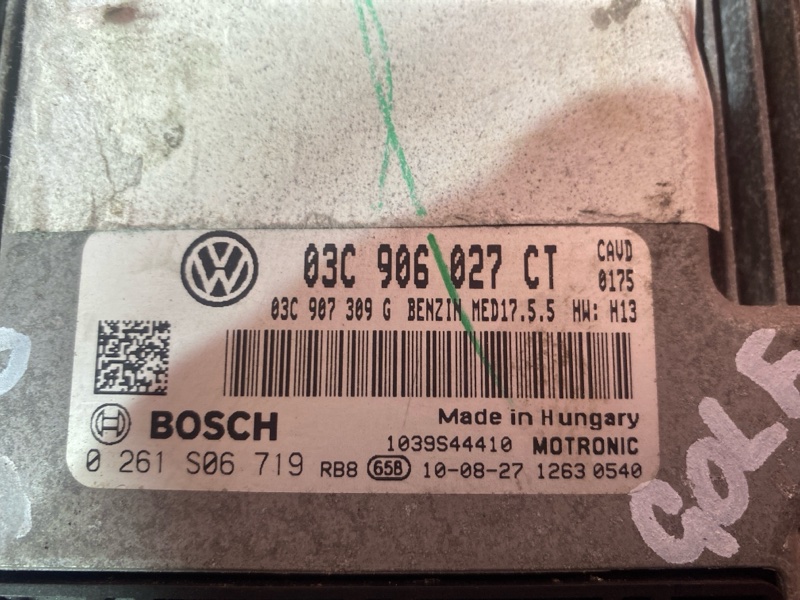 03C 906 027 CT CAVD
0175
03C 907 309 G BENZIN MED17.5.5 HW: H13
BOSCH
Made in Hungary
1039S44410 MOTRONIC
0 261 S06 719 RB8 658 10-08-27 1263 0540
GOLF